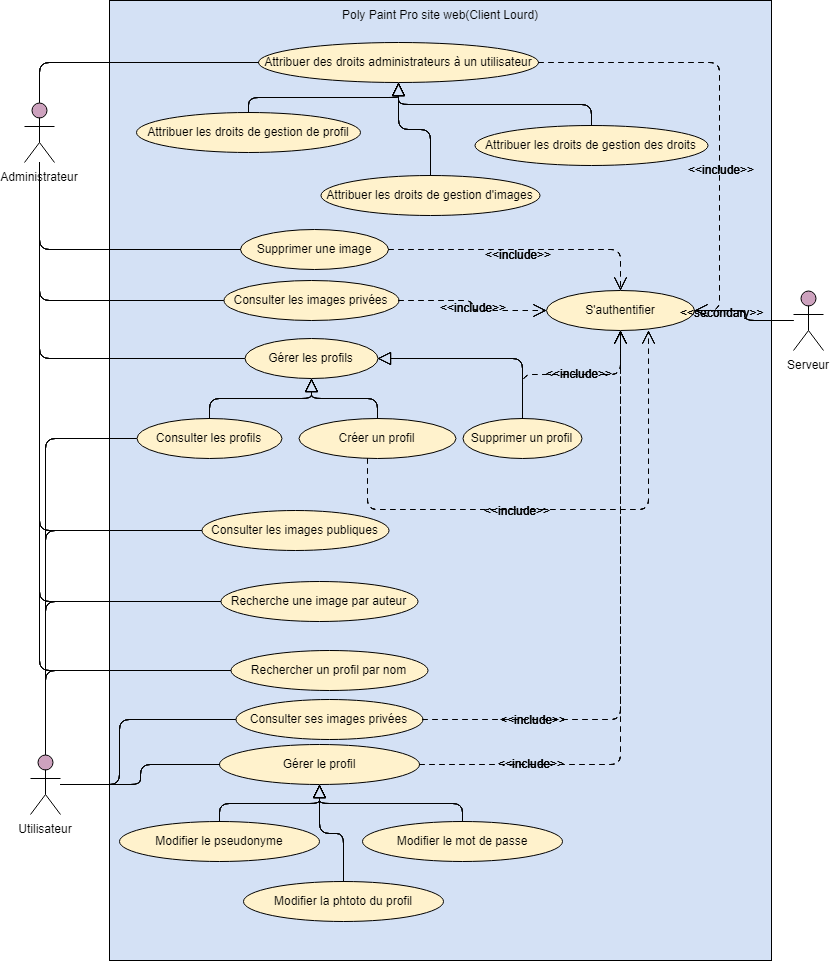 Poly Paint Pro site web(Client Lourd)
Attribuer des droits administrateurs à un utilisateur
Attribuer les droits de gestion de profil
Attribuer les droits de gestion des droits
<<include>>
Administrateur
Attribuer les droits de gestion d'images
Supprimer une image
<<include>>
Consulter les images privées
<<include>>
S'authentifier
<<secondary>>
Serveur
Gérer les profils
<<include>>
Consulter les profils
Créer un profil
Supprimer un profil
<<include>>
Consulter les images publiques
Recherche une image par auteur
Rechercher un profil par nom
Consulter ses images privées
<<include>>
Gérer le profil
<<include>>
Utilisateur
Modifier le pseudonyme
Modifier le mot de passe
Modifier la phtoto du profil